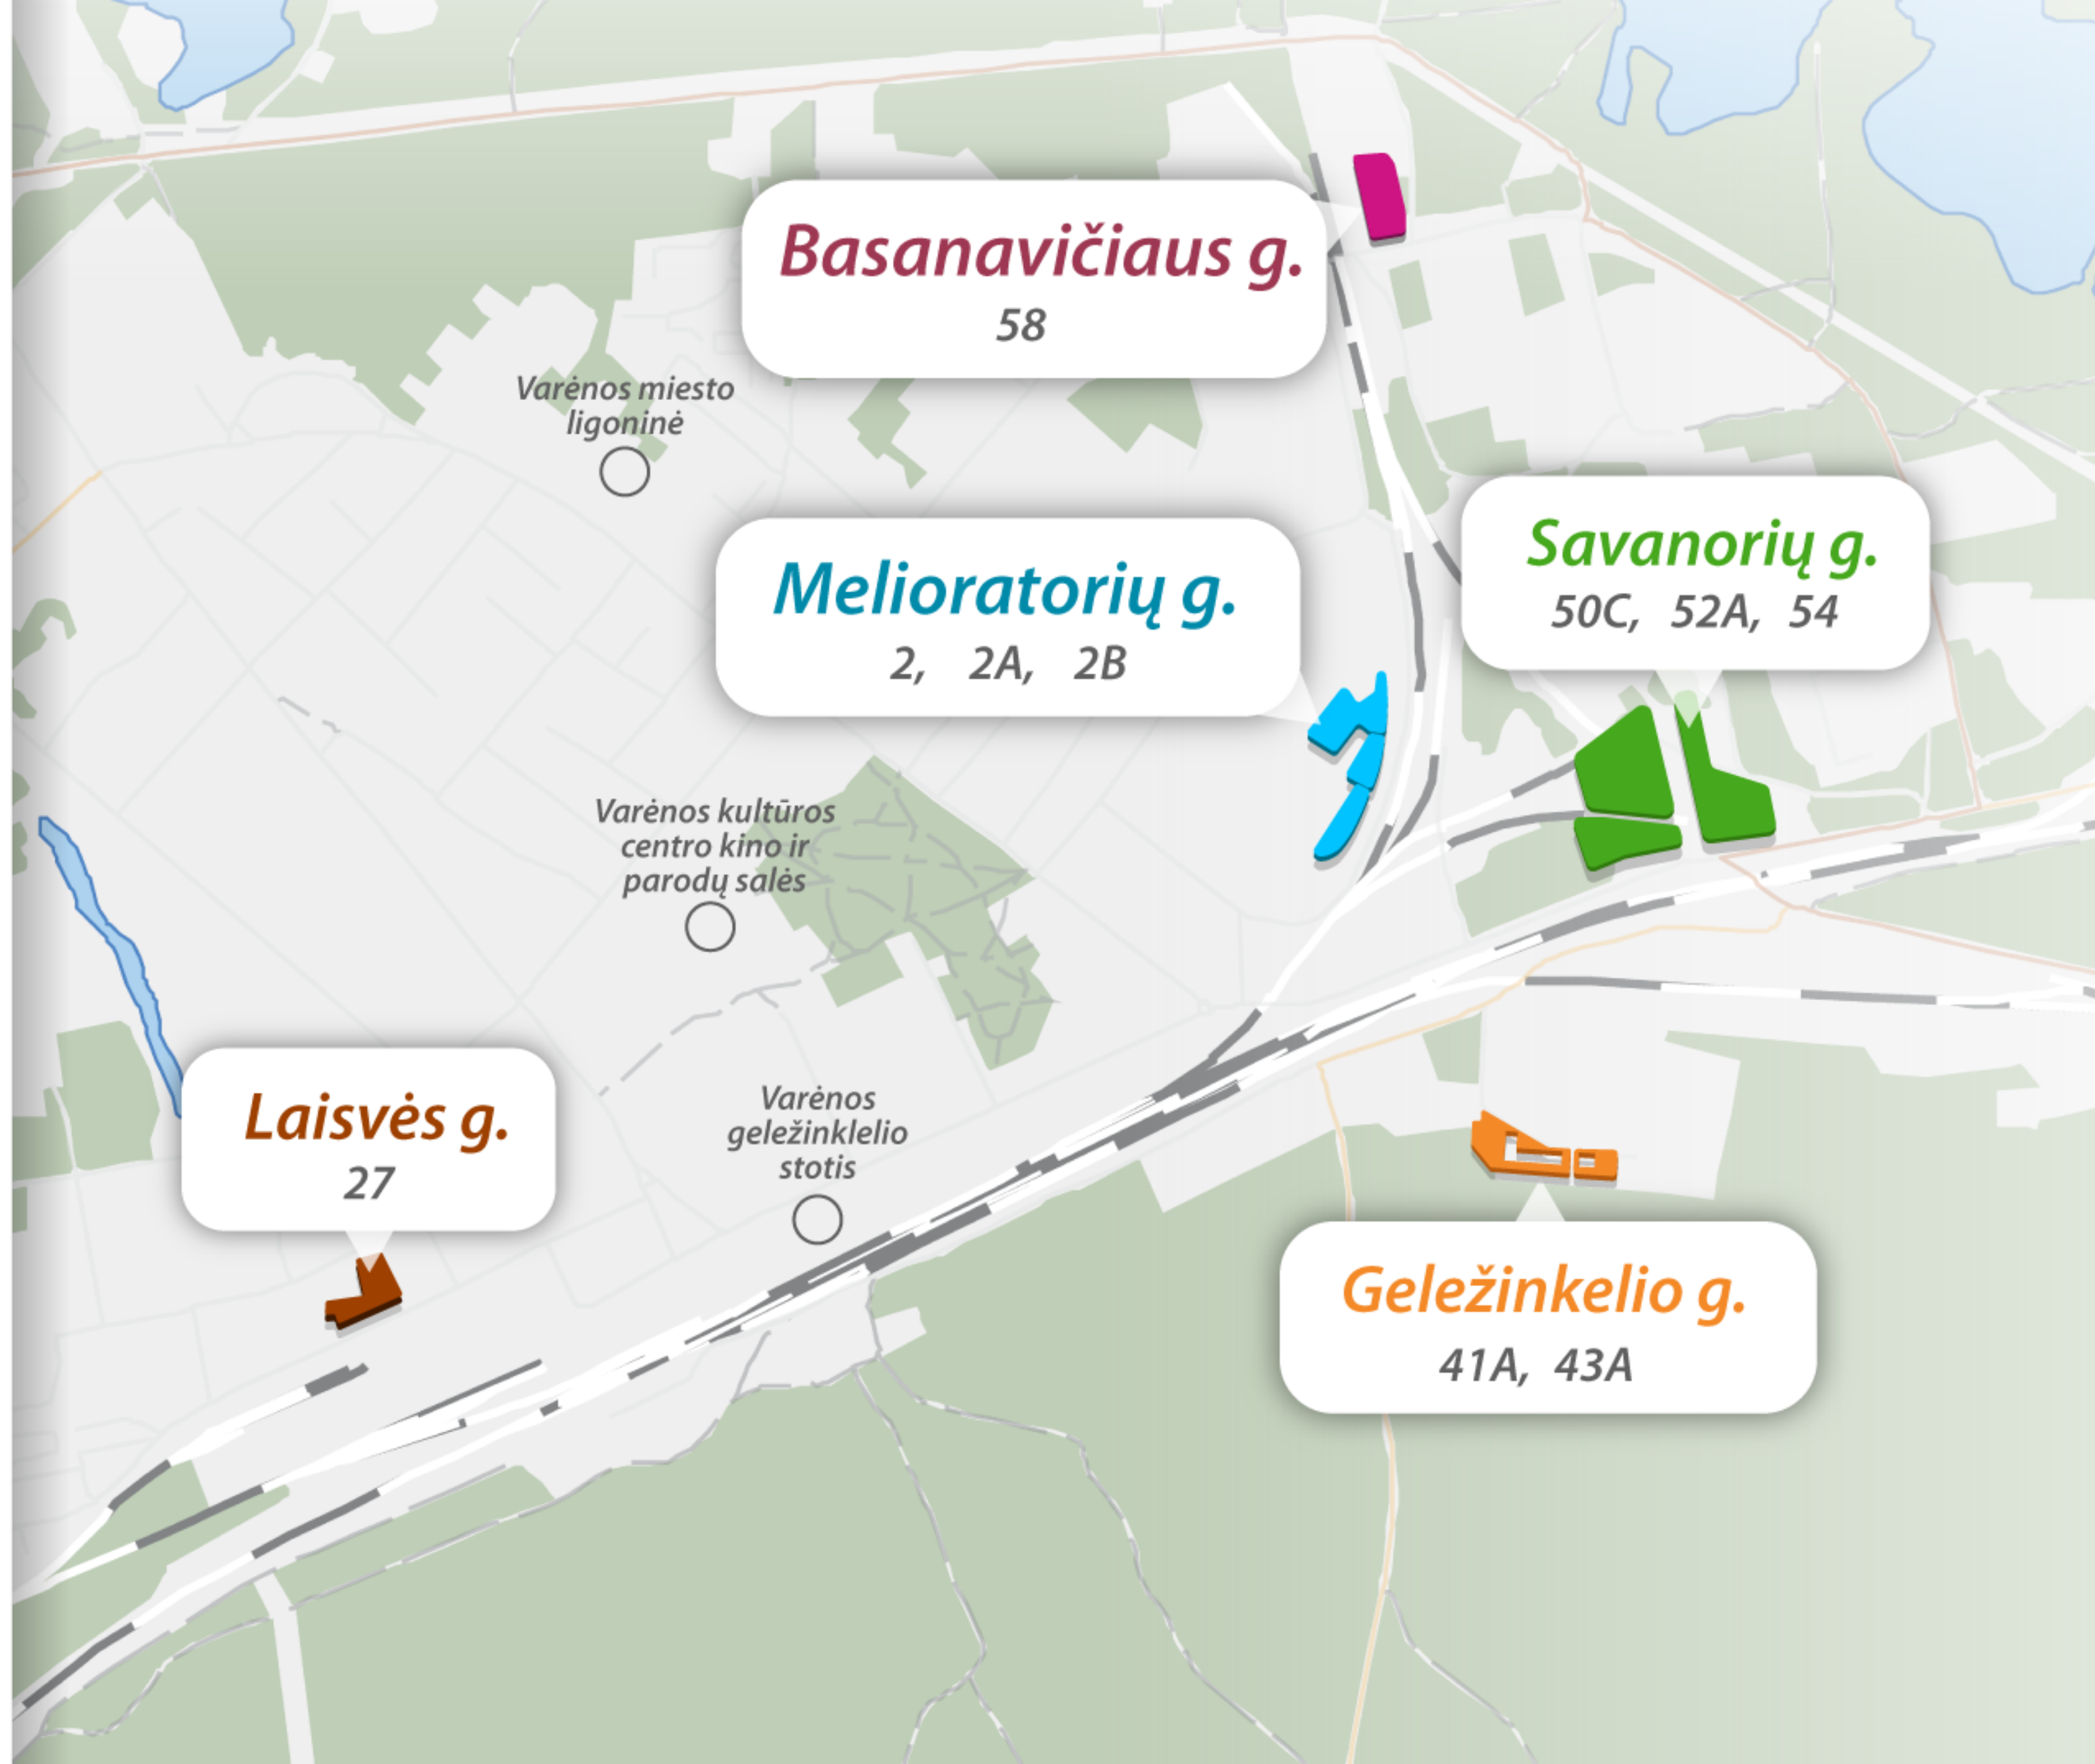 Basanavičiaus g.
58
Varėnos miesto
ligoninė
Savanorių g.
50C, 52A, 54
Melioratorių g.
2, 2A, 2B
Varėnos kultūros
centro kino ir
parodų salės
Laisvės g.
27
Varėnos
geležinklelio
stotis
Geležinkelio g.
41A, 43A